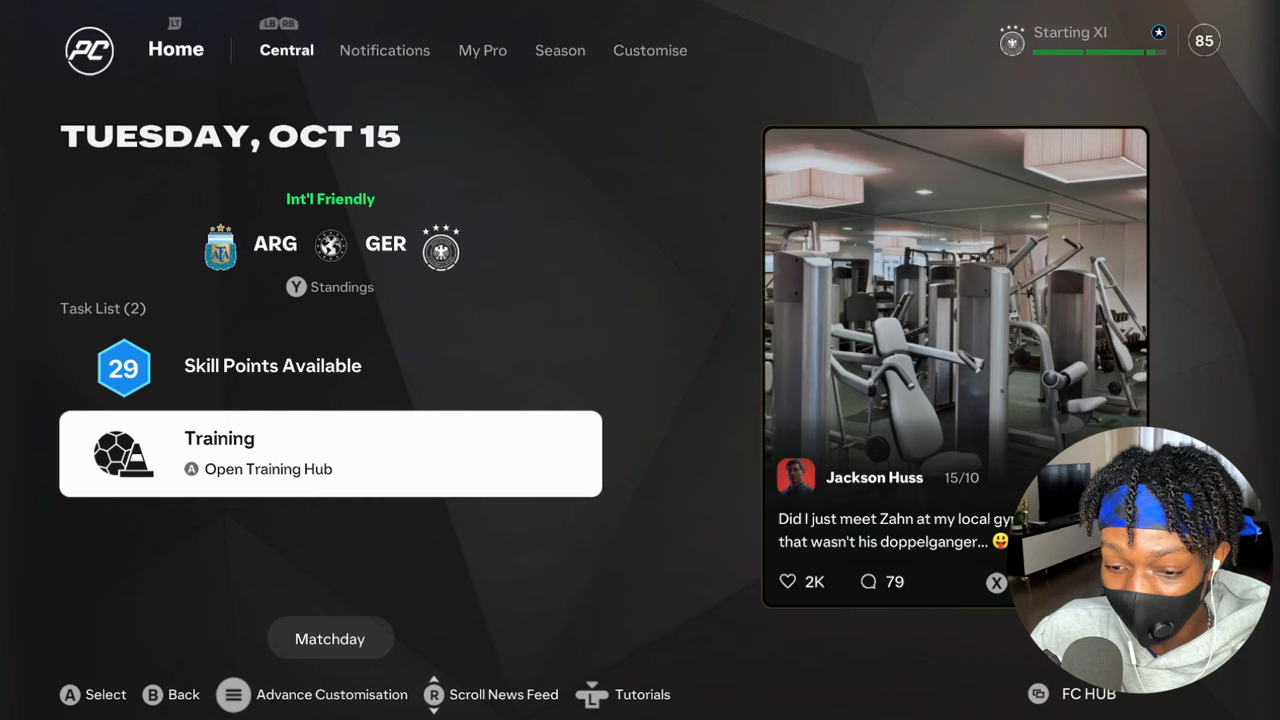 LT
LB RB
PC
Home
Central
Notifications
My Pro
Season
Customise
Starting XI
85
TUESDAY, OCT 15
Int'l Friendly
ARG
GER
Y Standings
Task List (2)
29
Skill Points Available
Training
A Open Training Hub
Jackson Huss 15/10
Did I just meet Zahn at my local
that wasn't his doppelganger... 😜
2K
79
X
Matchday
A Select
B Back
Advance Customisation
R Scroll News Feed
L Tutorials
FC HUB